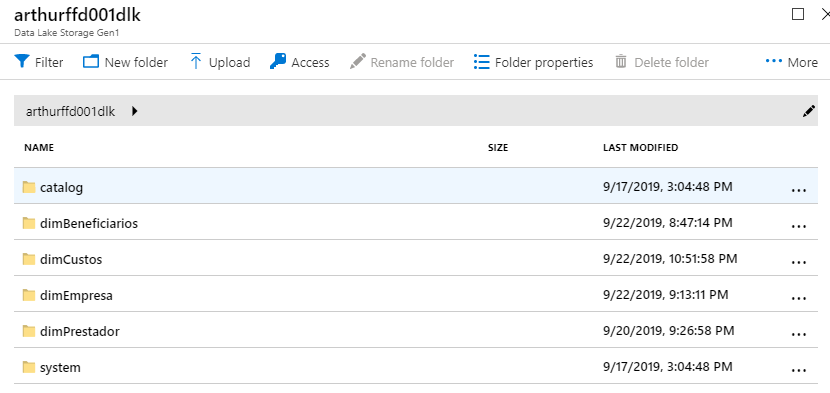 arthurffd001dlk
Data Lake Storage Gen1
Filter New folder Upload Access Rename folder Folder properties Delete folder ··· More
arthurffd001dlk
NAME SIZE LAST MODIFIED
catalog 9/17/2019, 3:04:48 PM ...
dimBeneficiarios 9/22/2019, 8:47:14 PM ...
dimCustos 9/22/2019, 10:51:58 PM ...
dimEmpresa 9/22/2019, 9:13:11 PM ...
dimPrestador 9/20/2019, 9:26:58 PM ...
system 9/17/2019, 3:04:48 PM ...